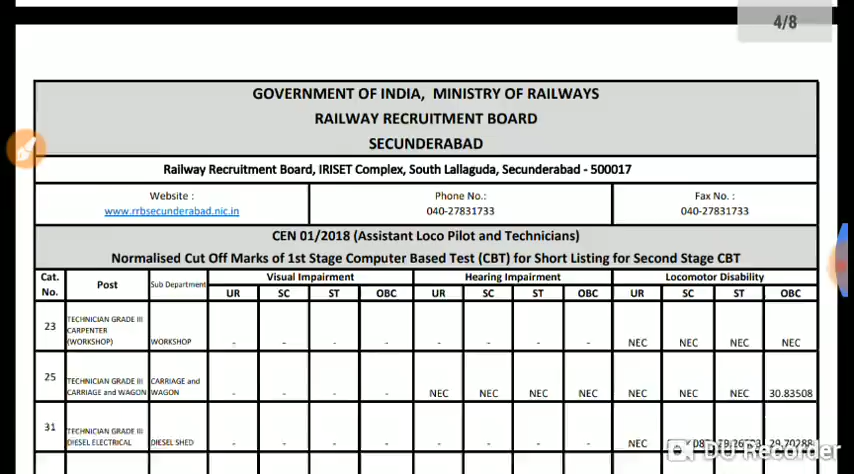 4/8
GOVERNMENT OF INDIA, MINISTRY OF RAILWAYS
RAILWAY RECRUITMENT BOARD
SECUNDERABAD
Railway Recruitment Board, IRISET Complex, South Lallaguda, Secunderabad - 500017
Website : Phone No.: Fax No. :
www.rrbsecunderabad.nic.in 040-27831733 040-27831733
CEN 01/2018 (Assistant Loco Pilot and Technicians)
Normalised Cut Off Marks of 1st Stage Computer Based Test (CBT) for Short Listing for Second Stage CBT
Cat. No. Post Sub Department Visual Impairment Hearing Impairment Locomotor Disability
UR SC ST OBC UR SC ST OBC UR SC ST OBC
23 TECHNICIAN GRADE III CARPENTER (WORKSHOP) WORKSHOP - - - - - - - - NEC NEC NEC NEC
25 TECHNICIAN GRADE III CARRIAGE and WAGON CARRIAGE and WAGON - - - - NEC NEC NEC NEC NEC NEC NEC 30.83508
31 TECHNICIAN GRADE III DIESEL ELECTRICAL DIESEL SHED - - - - - - - - NEC 29.70288
DU Recorder